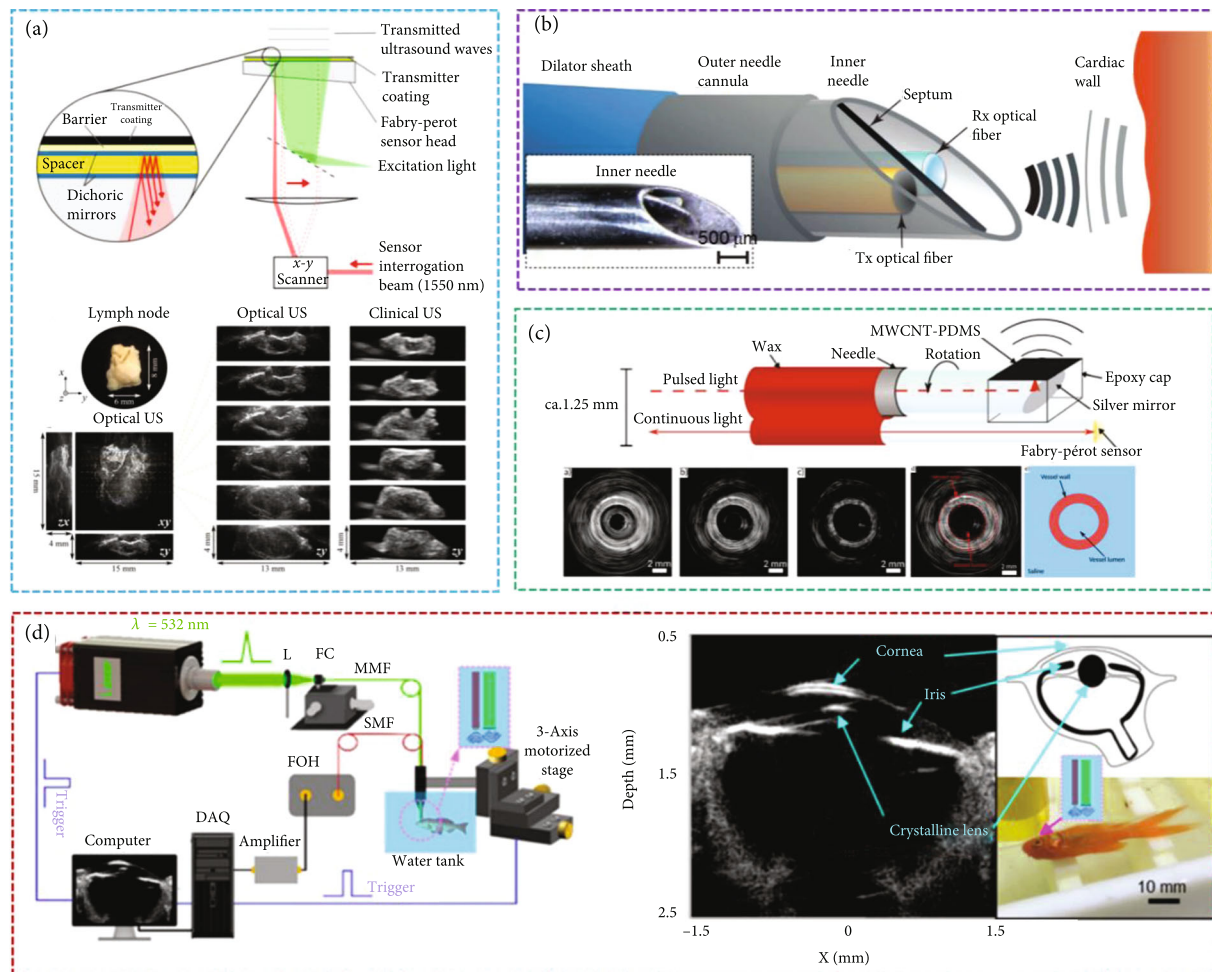 (a)
Transmitted
ultrasound waves
Transmitter
coating
Fabry-perot
sensor head
Excitation light
Transmitter
coating
Barrier
Spacer
Dichoric
mirrors
x-y
Scanner
Sensor
interrogation
beam (1550 nm)
Lymph node
8 mm
6 mm
x
z
y
Optical US
Clinical US
Optical US
15 mm
zx
xy
4 mm
zy
15 mm
4 mm
zy
13 mm
4 mm
zy
13 mm
(b)
Dilator sheath
Outer needle
cannula
Inner
needle
Septum
Rx optical
fiber
Cardiac
wall
Inner needle
500 µm
Tx optical fiber
(c)
MWCNT-PDMS
Wax
Needle
Rotation
Pulsed light
Epoxy cap
ca.1.25 mm
Silver mirror
Continuous light
Fabry-pérot sensor
a)
b)
c)
2 mm
2 mm
2 mm
2 mm
Vessel wall
Vessel lumen
Saline
(d)
λ = 532 nm
L
FC
MMF
SMF
3-Axis
motorized
stage
FOH
Trigger
DAQ
Computer
Amplifier
Water tank
Trigger
0.5
Cornea
Iris
Depth (mm)
1.5
Crystalline lens
10 mm
2.5
–1.5
0
1.5
X (mm)